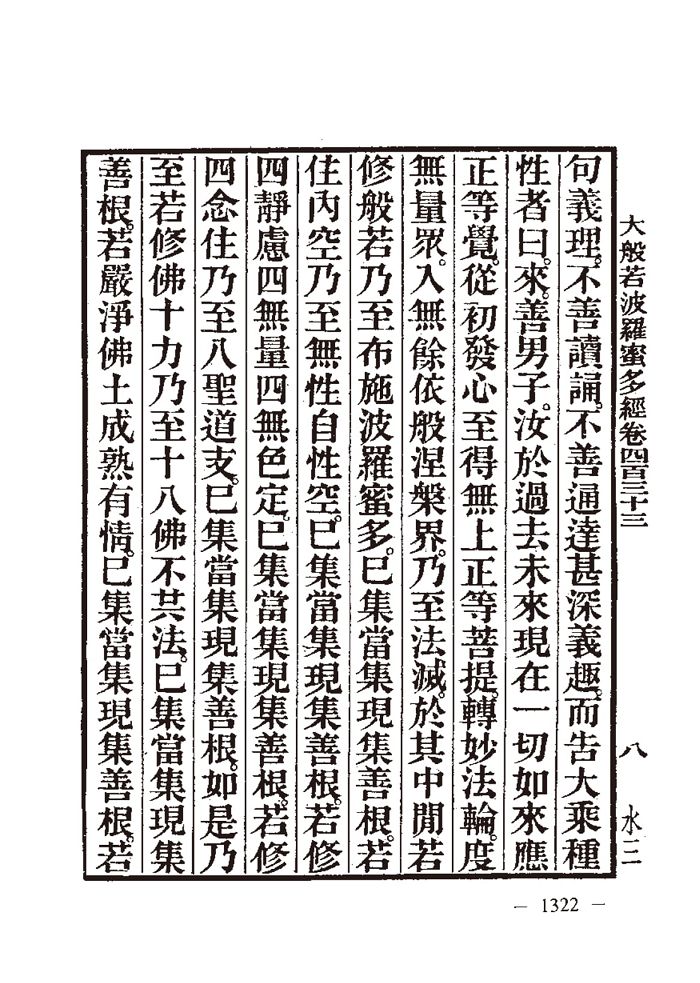 大般若波羅蜜多經卷四百三十三 八 水三
句義理。不善讀誦。不善通達甚深義趣。而告大乘種
性者曰。來。善男子。汝於過去未來現在一切如來應
正等覺。從初發心至得無上正等菩提。轉妙法輪。度
無量眾。入無餘依般涅槃界。乃至法滅。於其中閒若
修般若乃至布施波羅蜜多。已集當集現集善根。若
住內空乃至無性自性空。已集當集現集善根。若修
四靜慮四無量四無色定。已集當集現集善根。若修
四念住乃至八聖道支。已集當集現集善根。如是乃
至若修佛十力乃至十八佛不共法。已集當集現集
善根。若嚴淨佛土成熟有情。已集當集現集善根。若
— 1322 —